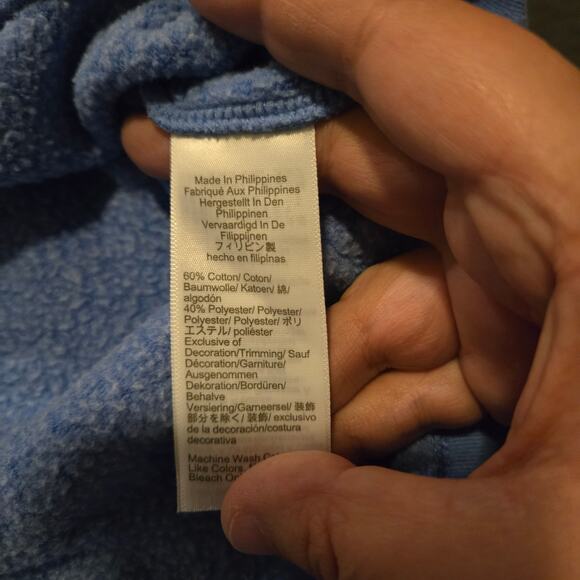 Made In Philippines
Fabriqué Aux Philippines
Hergestellt In Den
Philippinen
Vervaardigd In De
Filippijnen
フィリピン製
hecho en filipinas
60% Cotton/ Coton/
Baumwolle/ Katoen/ 綿/
algodón
40% Polyester/ Polyester/
Polyester/ Polyester/ ポリ
エステル/ poliéster
Exclusive of
Decoration/Trimming/ Sauf
Décoration/Garniture/
Ausgenommen
Dekoration/Bordüren/
Behalve
Versiering/Garneersel/ 装飾
部分を除く/ 装飾/ exclusivo
de la decoración/costura
decorativa
Machine Wash
Like Colors,
Bleach